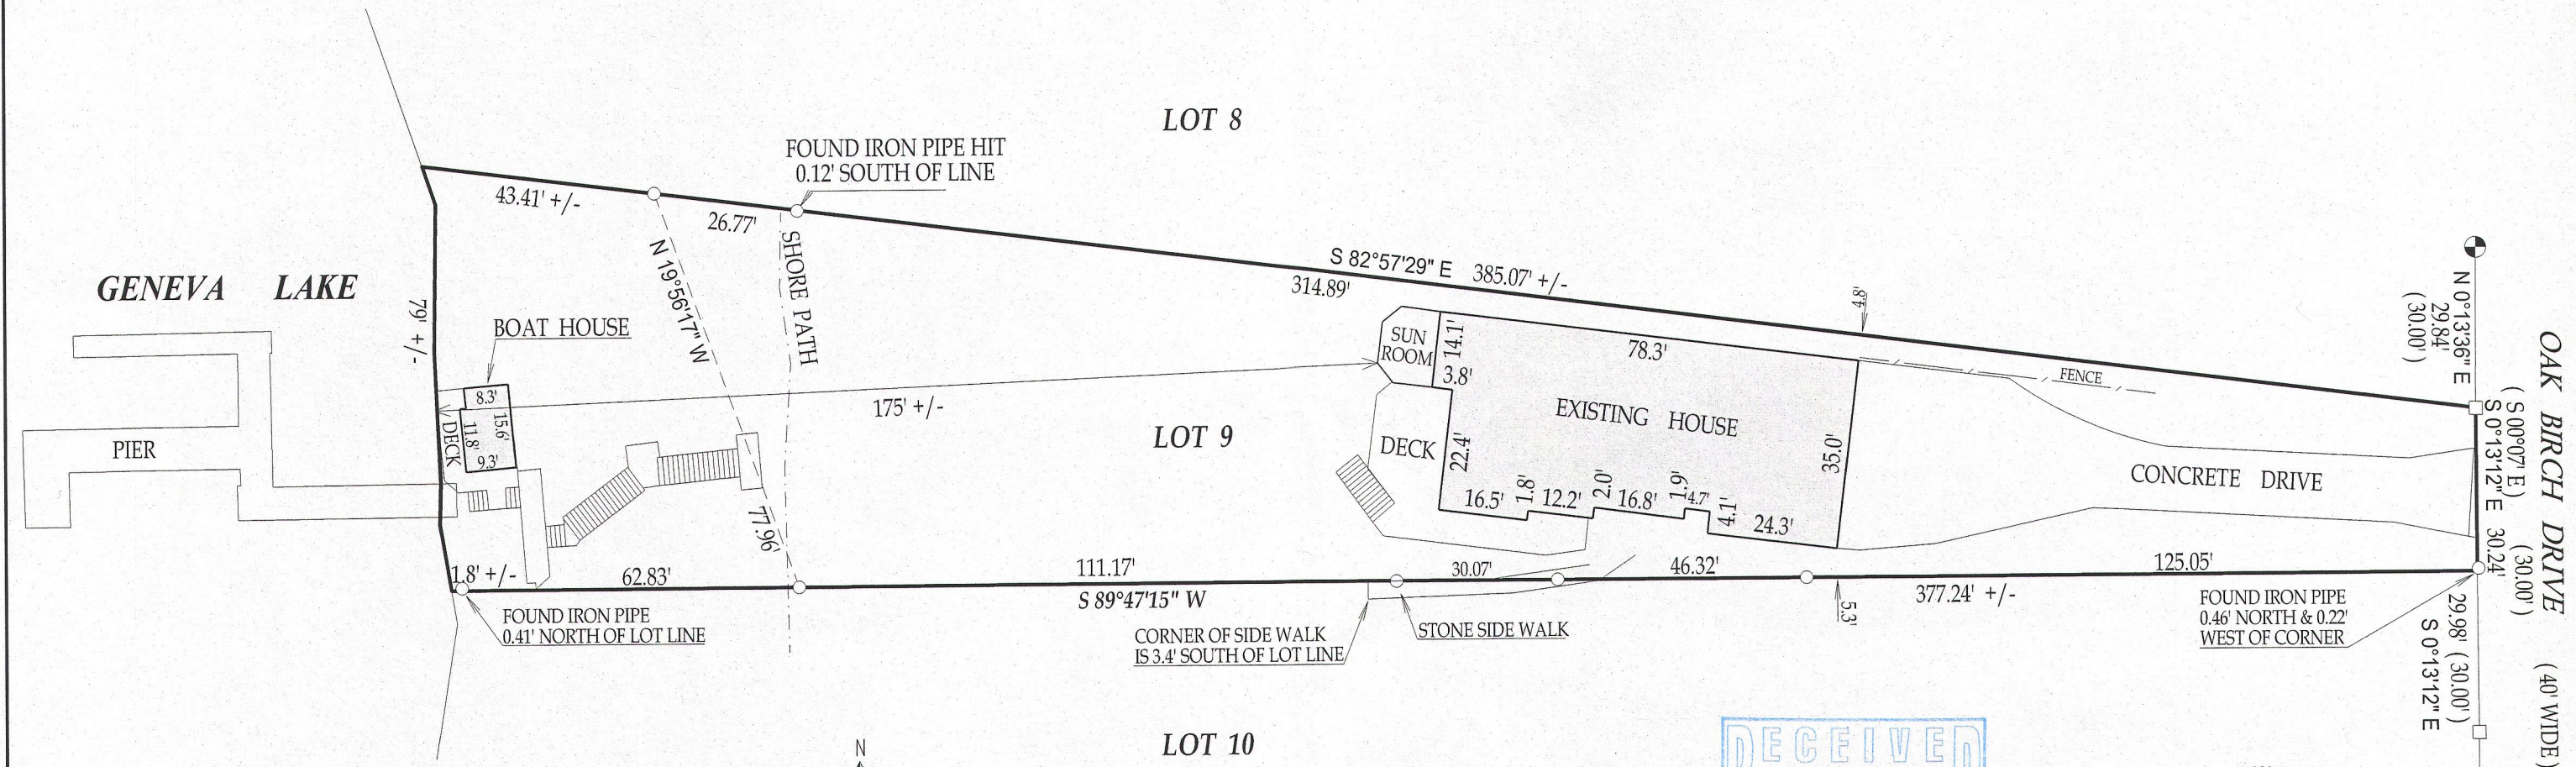 LOT 8
FOUND IRON PIPE HIT
0.12' SOUTH OF LINE
43.41' +/-
26.77'
S 82°57'29" E 385.07' +/-
314.89'
4.8'
N 19°56'17" W
77.96'
SHORE PATH
GENEVA LAKE
79' +/-
BOAT HOUSE
8.3'
15.6'
11.8'
9.3'
DECK
PIER
175' +/-
LOT 9
SUN
ROOM
14.1'
3.8'
78.3'
EXISTING HOUSE
DECK
22.4'
35.0'
16.5'
1.8'
12.2'
2.0'
16.8'
1.9'
4.7'
4.1'
24.3'
FENCE
CONCRETE DRIVE
N 0°13'36" E
29.84'
(30.00')
(S 00°07' E) (30.00')
S 0°13'12" E 30.24'
OAK BIRCH DRIVE (40' WIDE)
1.8' +/-
62.83'
111.17'
S 89°47'15" W
30.07'
46.32'
125.05'
377.24' +/-
5.3'
FOUND IRON PIPE
0.41' NORTH OF LOT LINE
CORNER OF SIDE WALK
IS 3.4' SOUTH OF LOT LINE
STONE SIDE WALK
FOUND IRON PIPE
0.46' NORTH & 0.22'
WEST OF CORNER
29.98' (30.00')
S 0°13'12" E
N
LOT 10
RECEIVED